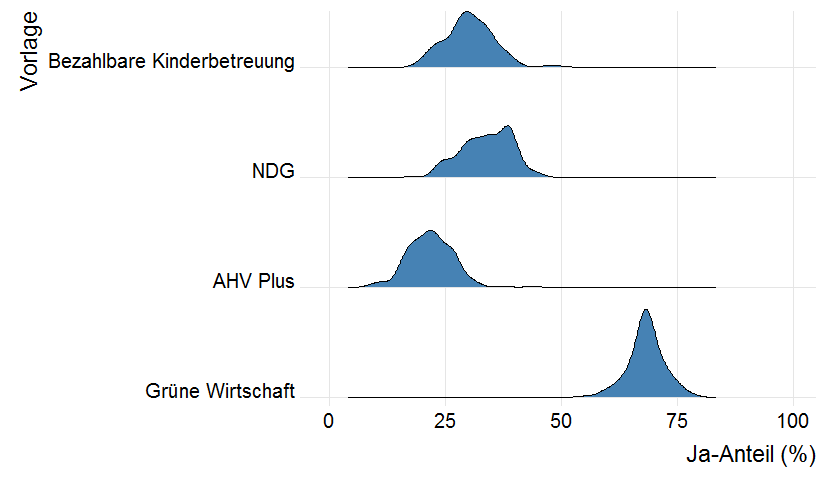 Vorlage
Bezahlbare Kinderbetreuung
NDG
AHV Plus
Grüne Wirtschaft
0 25 50 75 100
Ja-Anteil (%)